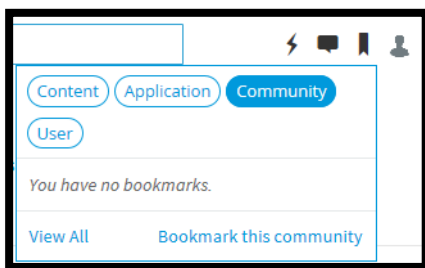 Content Application Community
User
You have no bookmarks.
View All Bookmark this community